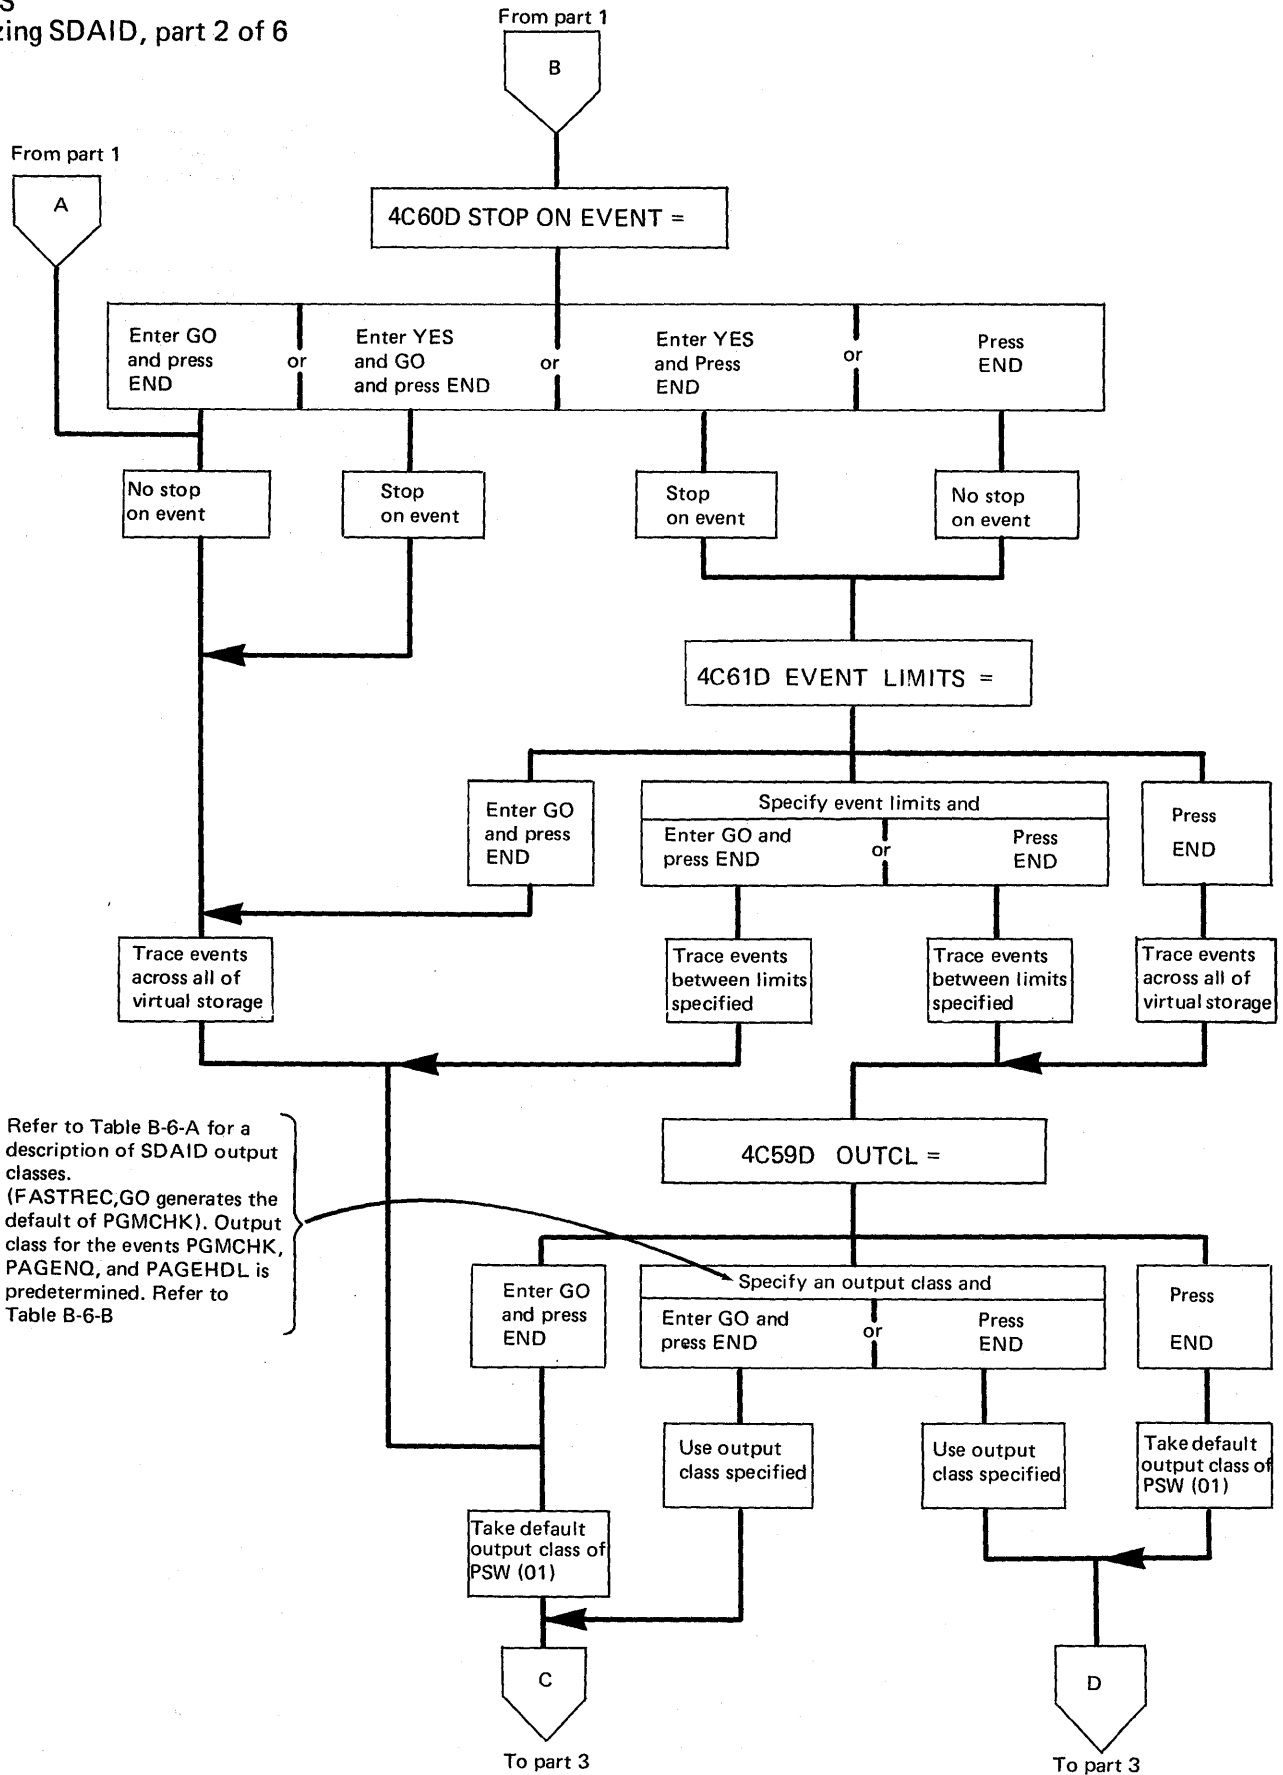 zing SDAID, part 2 of 6
From part 1
B
From part 1
A
4C60D STOP ON EVENT =
Enter GO
and press
END
or
Enter YES
and GO
and press END
or
Enter YES
and Press
END
or
Press
END
No stop
on event
Stop
on event
Stop
on event
No stop
on event
4C61D EVENT LIMITS =
Enter GO
and press
END
Specify event limits and
Enter GO and
press END
or
Press
END
Press
END
Trace events
across all of
virtual storage
Trace events
between limits
specified
Trace events
between limits
specified
Trace events
across all of
virtual storage
Refer to Table B-6-A for a
description of SDAID output
classes.
(FASTREC,GO generates the
default of PGMCHK). Output
class for the events PGMCHK,
PAGENQ, and PAGEHDL is
predetermined. Refer to
Table B-6-B
4C59D OUTCL =
Enter GO
and press
END
Specify an output class and
Enter GO and
press END
or
Press
END
Press
END
Use output
class specified
Use output
class specified
Take default
output class of
PSW (01)
Take default
output class of
PSW (01)
C
To part 3
D
To part 3